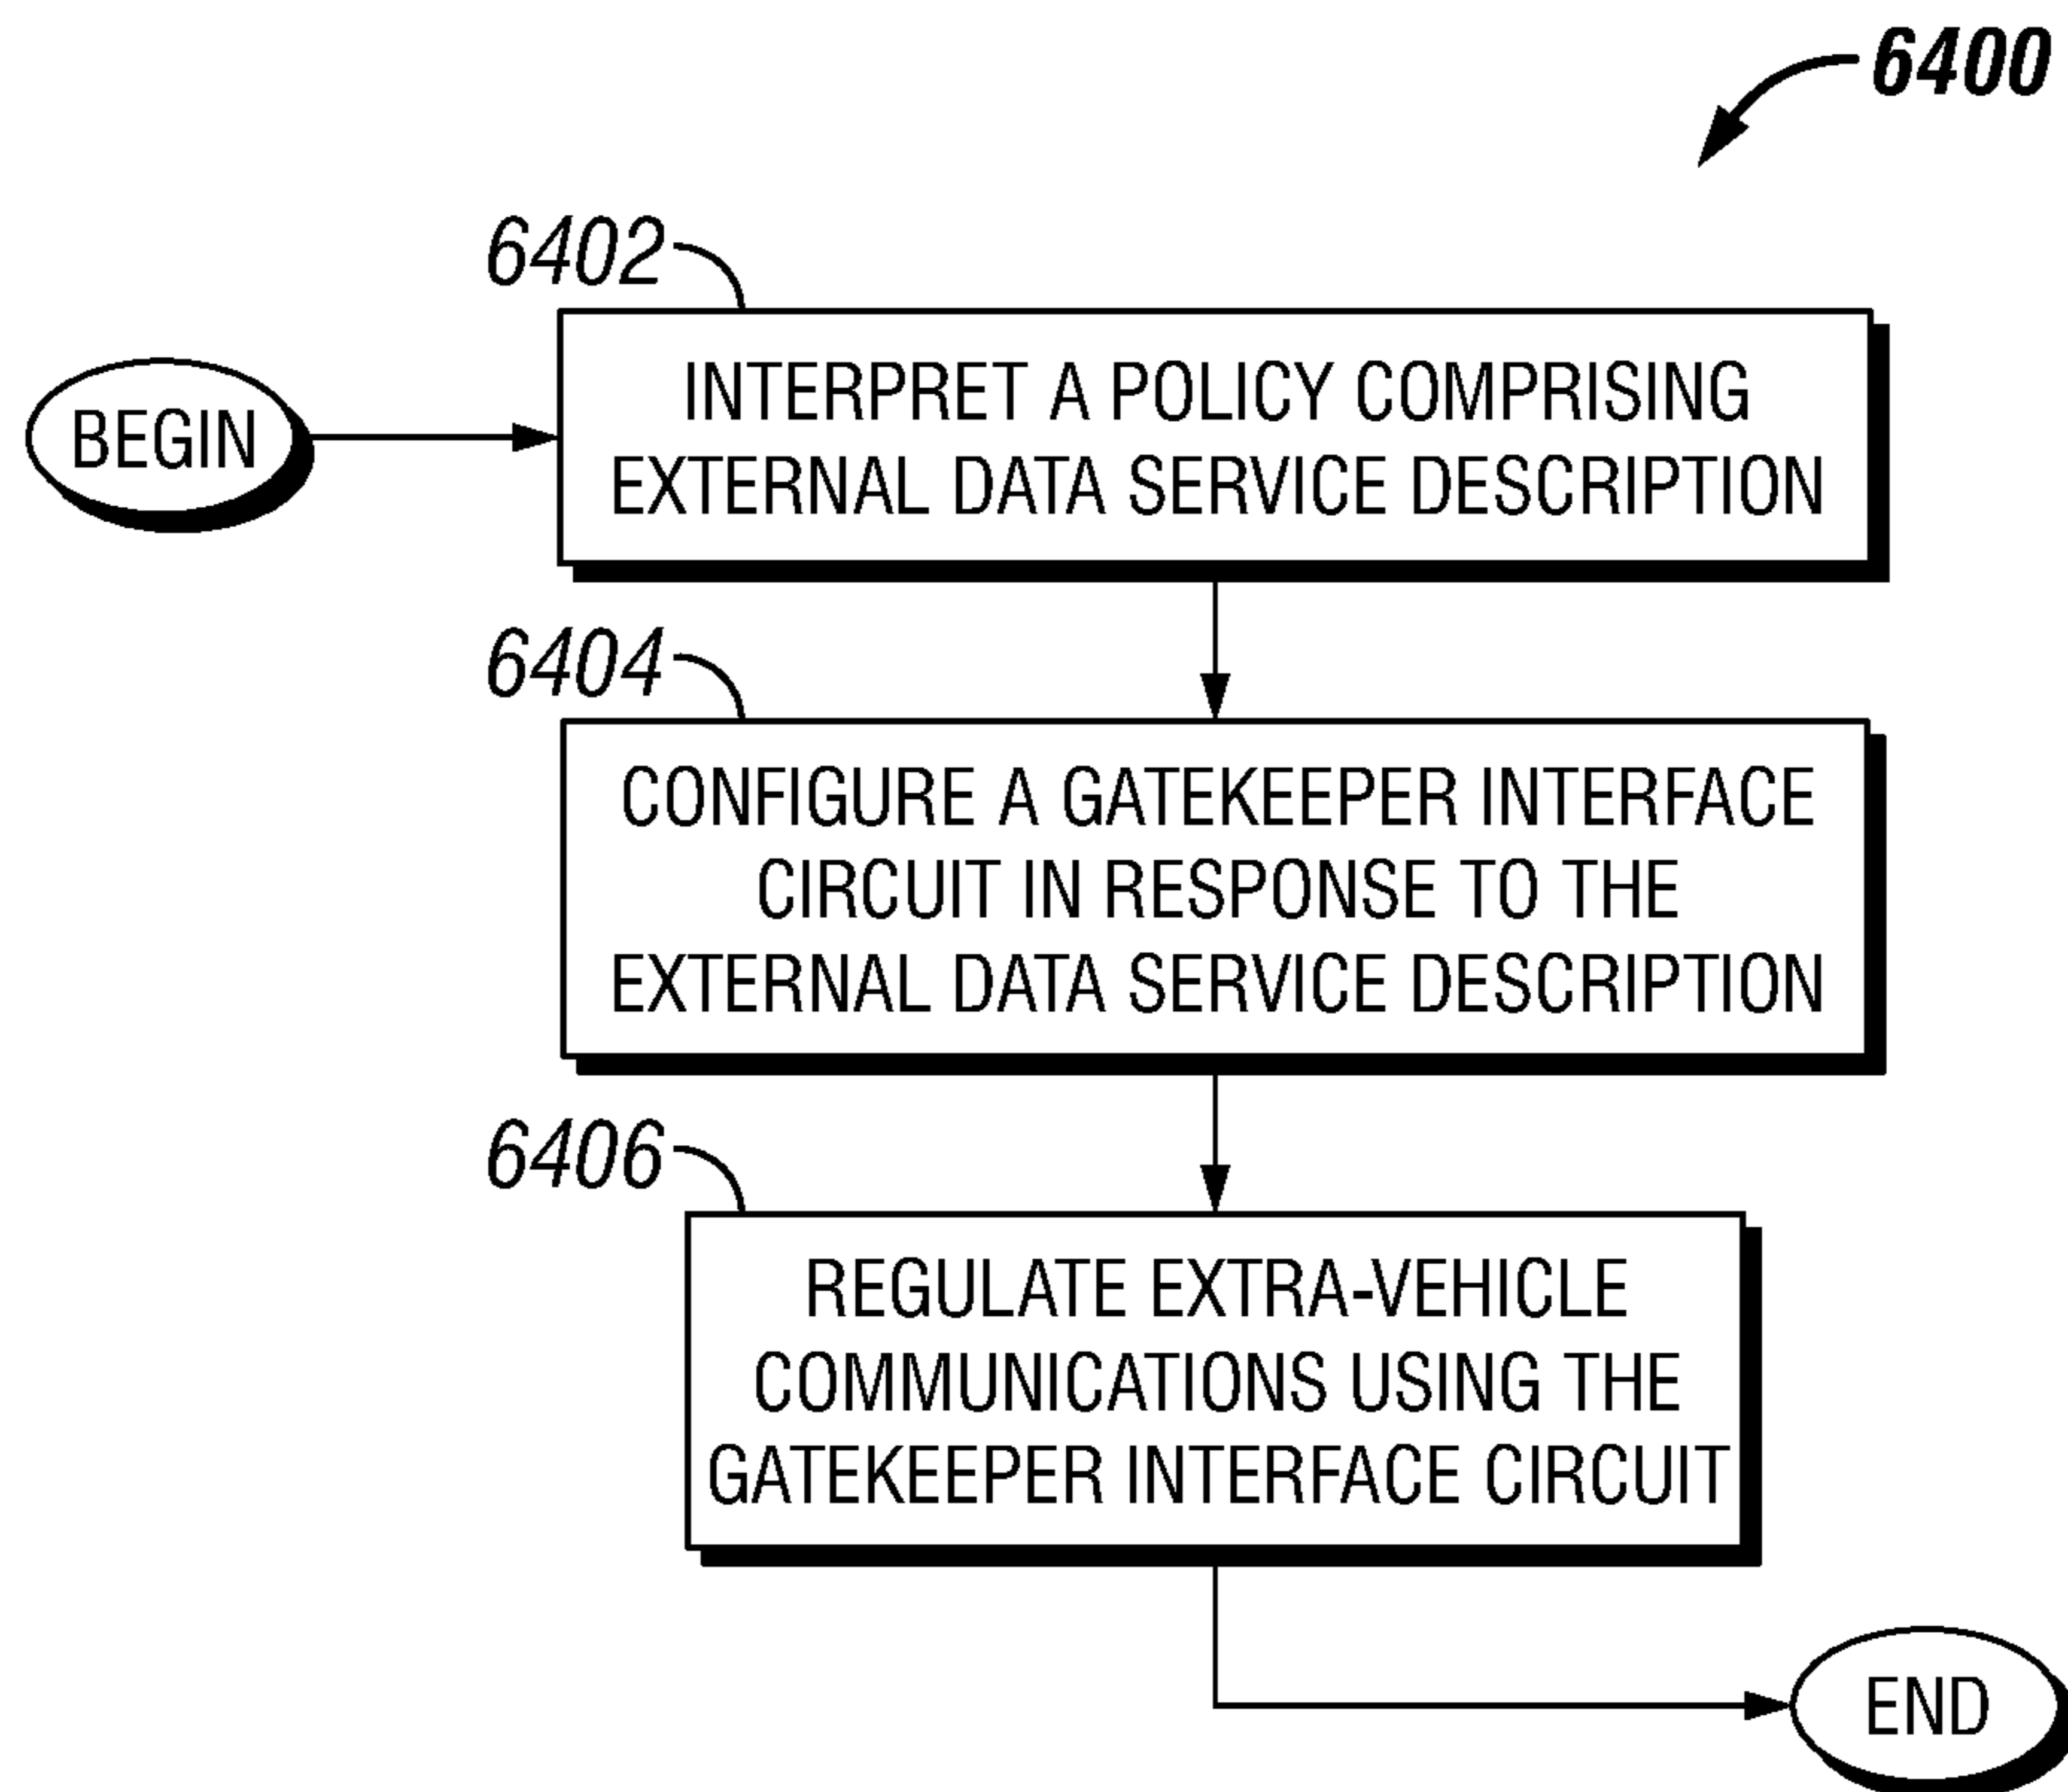 6400
6402
BEGIN
INTERPRET A POLICY COMPRISING
EXTERNAL DATA SERVICE DESCRIPTION
6404
CONFIGURE A GATEKEEPER INTERFACE
CIRCUIT IN RESPONSE TO THE
EXTERNAL DATA SERVICE DESCRIPTION
6406
REGULATE EXTRA-VEHICLE
COMMUNICATIONS USING THE
GATEKEEPER INTERFACE CIRCUIT
END